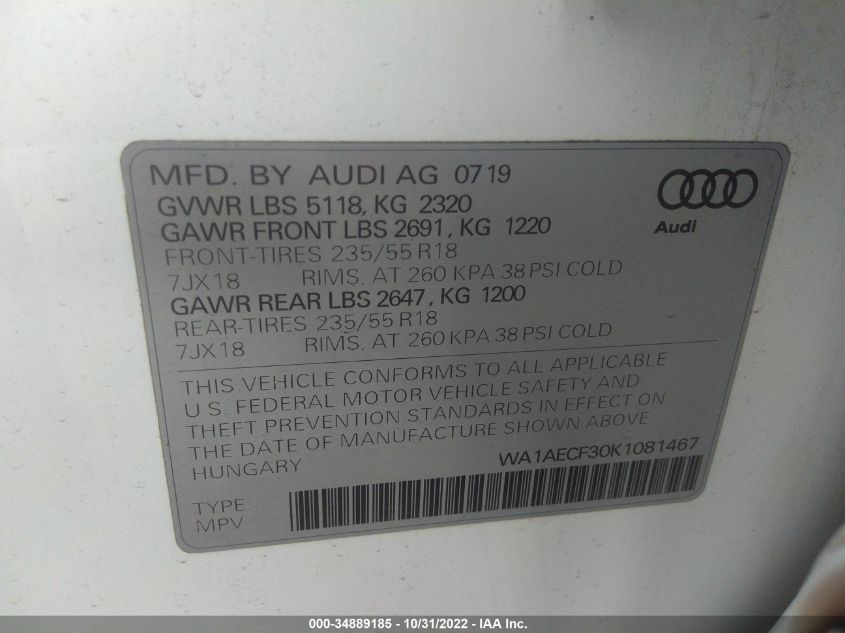 MFD. BY AUDI AG 07 19
GVWR LBS 5118, KG 2320
GAWR FRONT LBS 2691, KG 1220
FRONT-TIRES 235/55 R18
7JX18 RIMS, AT 260 KPA 38 PSI COLD
GAWR REAR LBS 2647, KG 1200
REAR-TIRES 235/55 R18
7JX18 RIMS, AT 260 KPA 38 PSI COLD
Audi
THIS VEHICLE CONFORMS TO ALL APPLICABLE
U.S. FEDERAL MOTOR VEHICLE SAFETY AND
THEFT PREVENTION STANDARDS IN EFFECT ON
THE DATE OF MANUFACTURE SHOWN ABOVE
HUNGARY
WA1AECF30K1081467
TYPE:
MPV
000-34889185 - 10/31/2022 - IAA Inc.